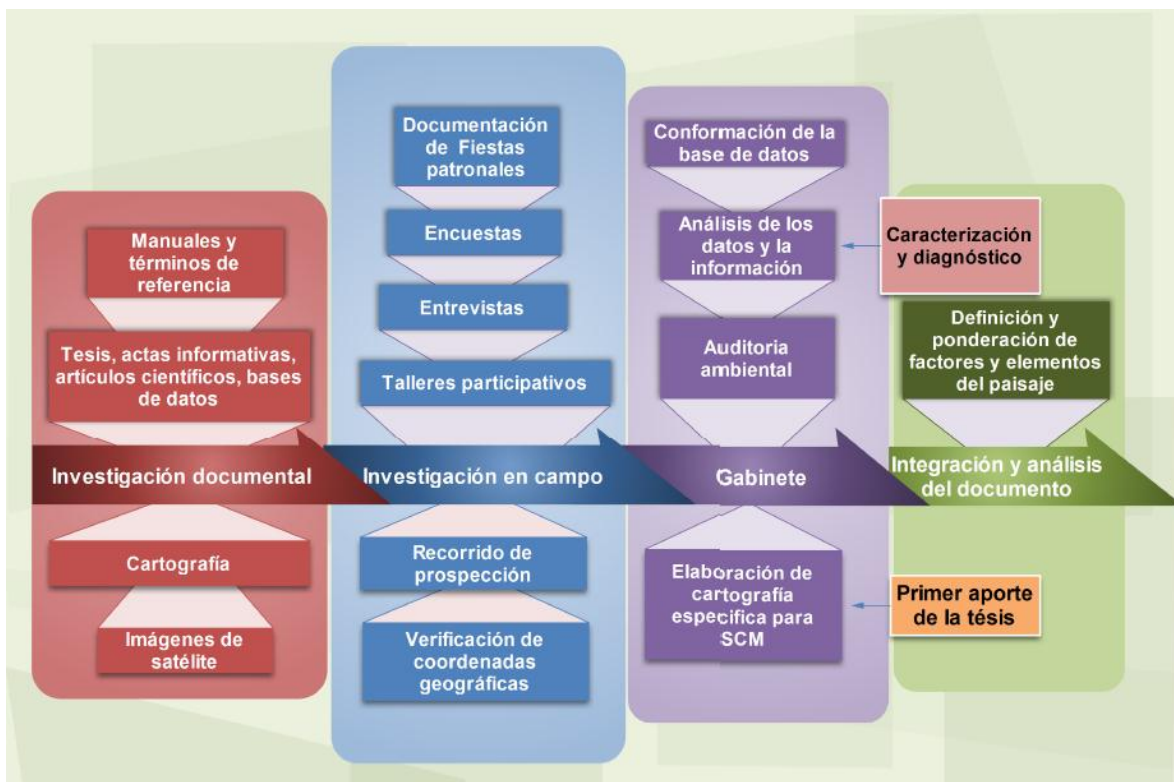 Manuales y
términos de
referencia
Tesis, actas informativas,
artículos científicos, bases
de datos
Investigación documental
Cartografía
Imágenes de
satélite
Documentación
de Fiestas
patronales
Encuestas
Entrevistas
Talleres participativos
Investigación en campo
Recorrido de
prospección
Verificación de
coordenadas
geográficas
Conformación de la
base de datos
Análisis de los
datos y la
información
Auditoria
ambiental
Gabinete
Elaboración de
cartografía
especifica para
SCM
Caracterización
y diagnóstico
Definición y
ponderación de
factores y elementos
del paisaje
Integración y análisis
del documento
Primer aporte
de la tésis